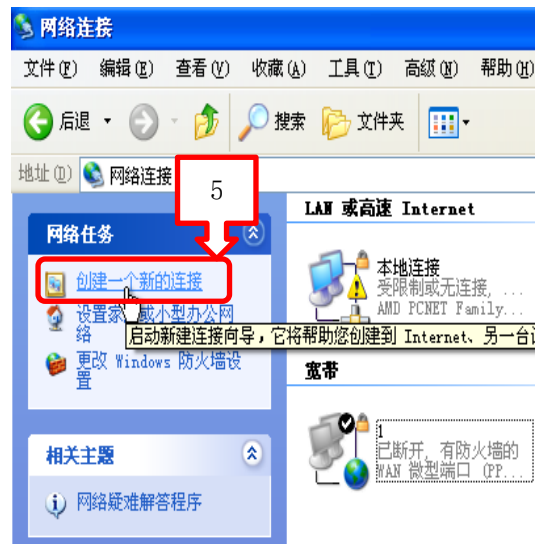 网络连接
文件(F) 编辑(E) 查看(V) 收藏(A) 工具(T) 高级(N) 帮助(H)
后退 搜索 文件夹
地址(D) 网络连接
5
网络任务
创建一个新的连接
设置家 或小型办公网
络
启动新建连接向导，它将帮助您创建到 Internet、另一台
更改 Windows 防火墙设
置
相关主题
网络疑难解答程序
LAN 或高速 Internet
本地连接
受限制或无连接, ...
AMD PCNET Family...
宽带
1
已断开, 有防火墙的
WAN 微型端口 (PP...